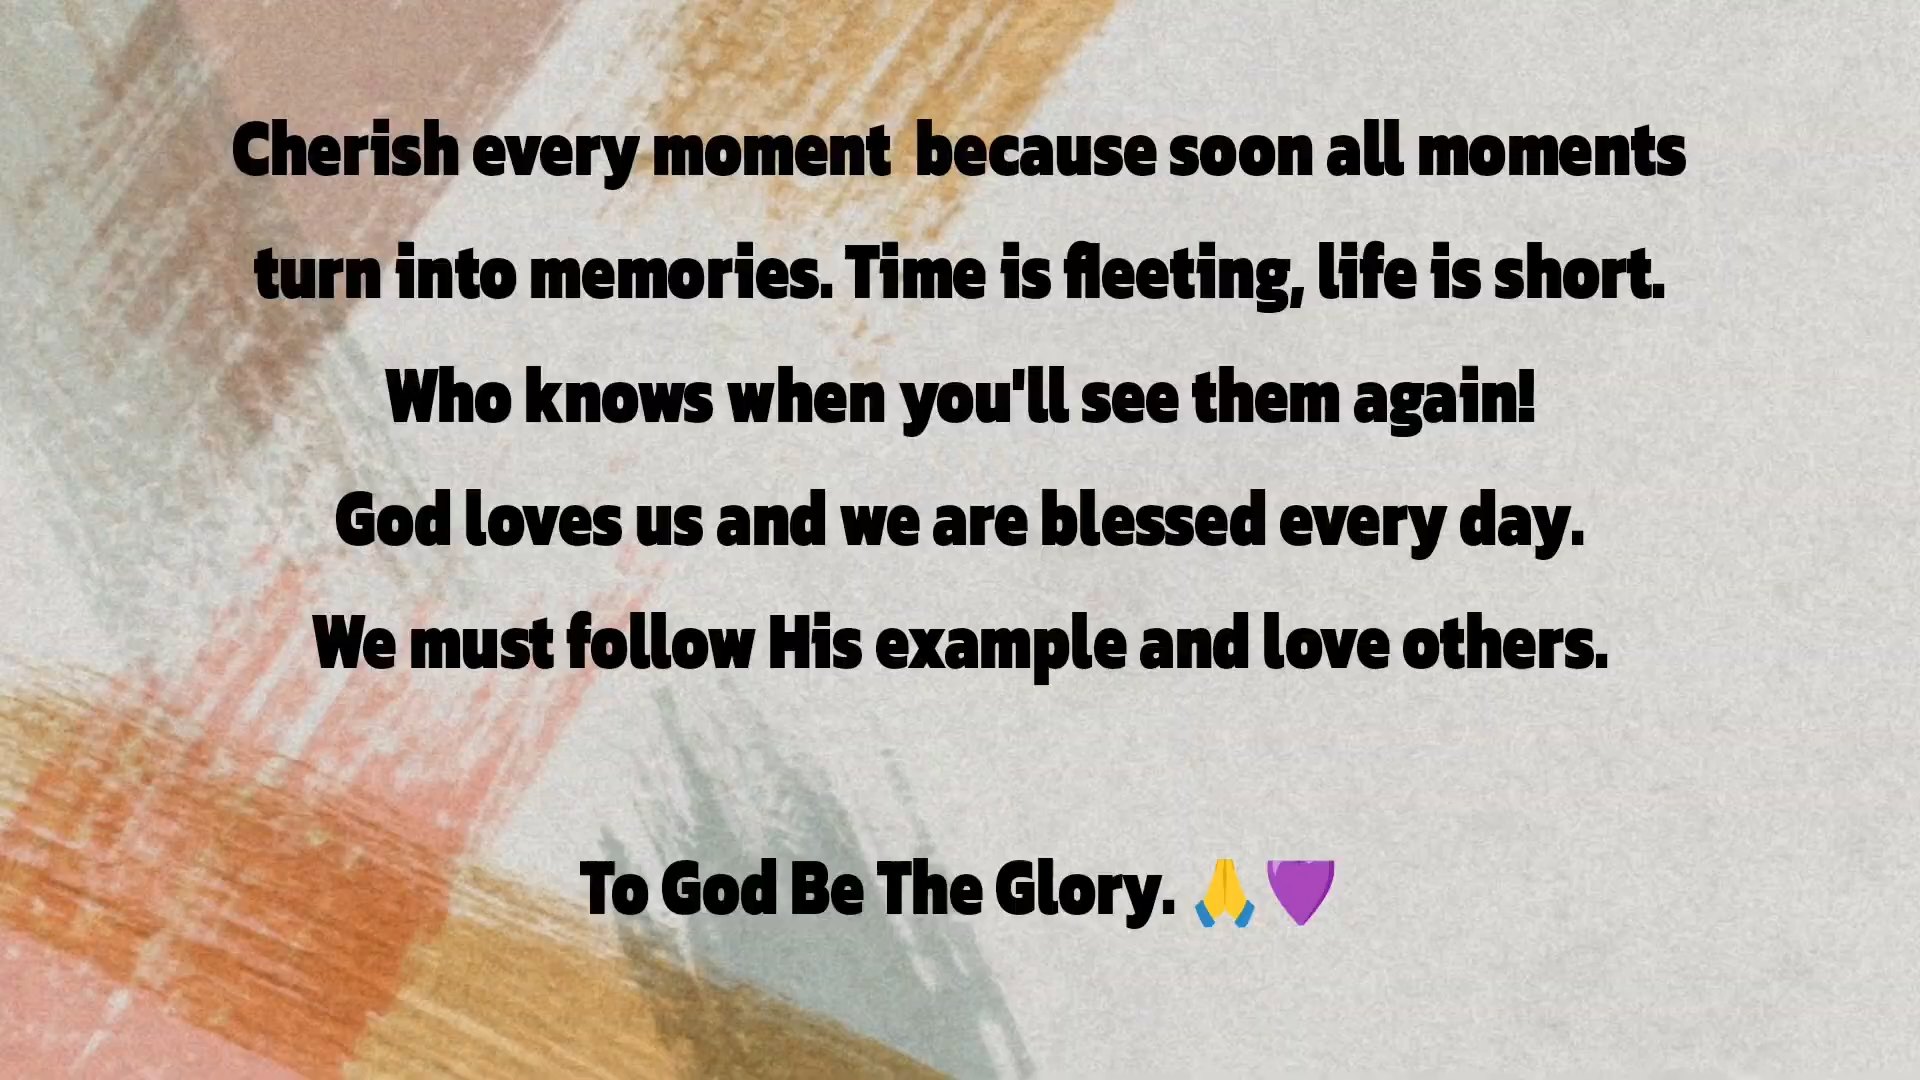 Cherish every moment  because soon all moments
turn into memories. Time is fleeting, life is short.
Who knows when you'll see them again!
God loves us and we are blessed every day.
We must follow His example and love others.
To God Be The Glory. 🙏💜